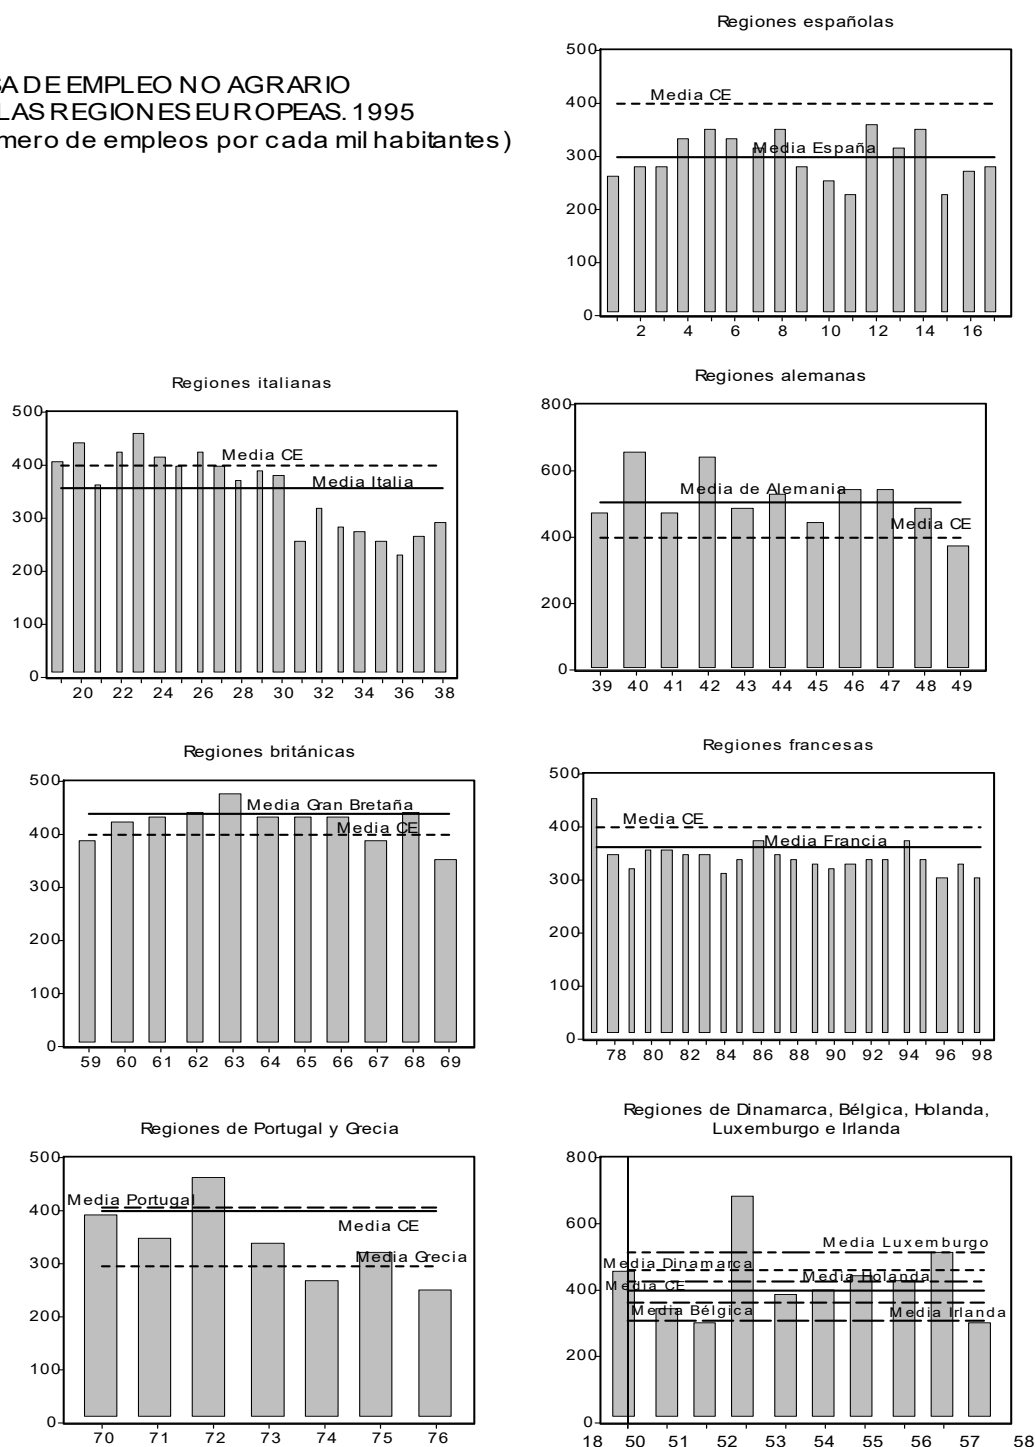 Regiones españolas
A DE EMPLEO NO AGRARIO
LAS REGIONES EUROPEAS. 1995
mero de empleos por cada mil habitantes)
500
400
300
200
100
0
Media CE
Media España
2 4 6 8 10 12 14 16
Regiones italianas
500
400
300
200
100
0
Media CE
Media Italia
20 22 24 26 28 30 32 34 36 38
Regiones alemanas
800
600
400
200
0
Media de Alemania
Media CE
39 40 41 42 43 44 45 46 47 48 49
Regiones británicas
500
400
300
200
100
0
Media Gran Bretaña
Media CE
59 60 61 62 63 64 65 66 67 68 69
Regiones francesas
500
400
300
200
100
0
Media CE
Media Francia
78 80 82 84 86 88 90 92 94 96 98
Regiones de Portugal y Grecia
500
400
300
200
100
0
Media Portugal
Media CE
Media Grecia
70 71 72 73 74 75 76
Regiones de Dinamarca, Bélgica, Holanda,
Luxemburgo e Irlanda
800
600
400
200
0
Media Luxemburgo
Media Dinamarca
Media Holanda
Media CE
Media Bélgica
Media Irlanda
18 50 51 52 53 54 55 56 57 58